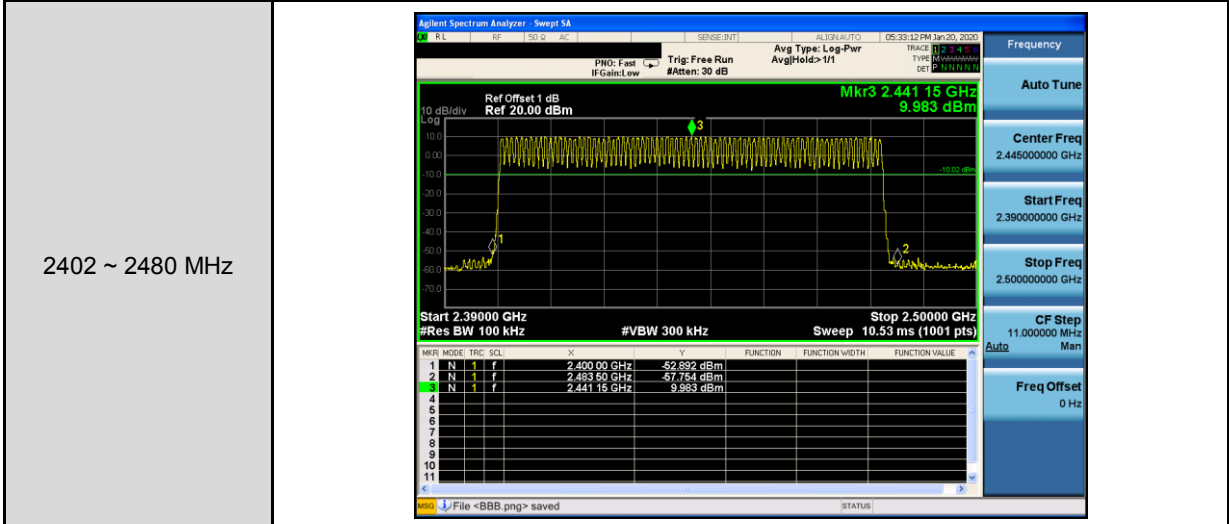 2402 ~ 2480 MHz
Agilent Spectrum Analyzer - Swept SA
RL RF 50 Ω AC SENSE:INT ALIGN AUTO 05:33:12 PM Jan 20, 2020
PNO: Fast Trig: Free Run Avg Type: Log-Pwr TRACE 1 2 3 4 5 6
IFGain:Low #Atten: 30 dB Avg|Hold:>1/1 TYPE M
DET P N N N N N
Mkr3 2.441 15 GHz
Ref Offset 1 dB
10 dB/div Ref 20.00 dBm 9.983 dBm
Log
10.0
0.00
-10.0
-10.02 dBm
-20.0
-30.0
-40.0
-50.0
-60.0
-70.0
3
1
2
Start 2.39000 GHz Stop 2.50000 GHz
#Res BW 100 kHz #VBW 300 kHz Sweep 10.53 ms (1001 pts)
MKR MODE TRC SCL X Y FUNCTION FUNCTION WIDTH FUNCTION VALUE
1 N 1 f 2.400 00 GHz -52.892 dBm
2 N 1 f 2.483 50 GHz -57.754 dBm
3 N 1 f 2.441 15 GHz 9.983 dBm
4
5
6
7
8
9
10
11
MSG File <BBB.png> saved STATUS
Frequency
Auto Tune
Center Freq
2.445000000 GHz
Start Freq
2.390000000 GHz
Stop Freq
2.500000000 GHz
CF Step
11.000000 MHz
Auto Man
Freq Offset
0 Hz